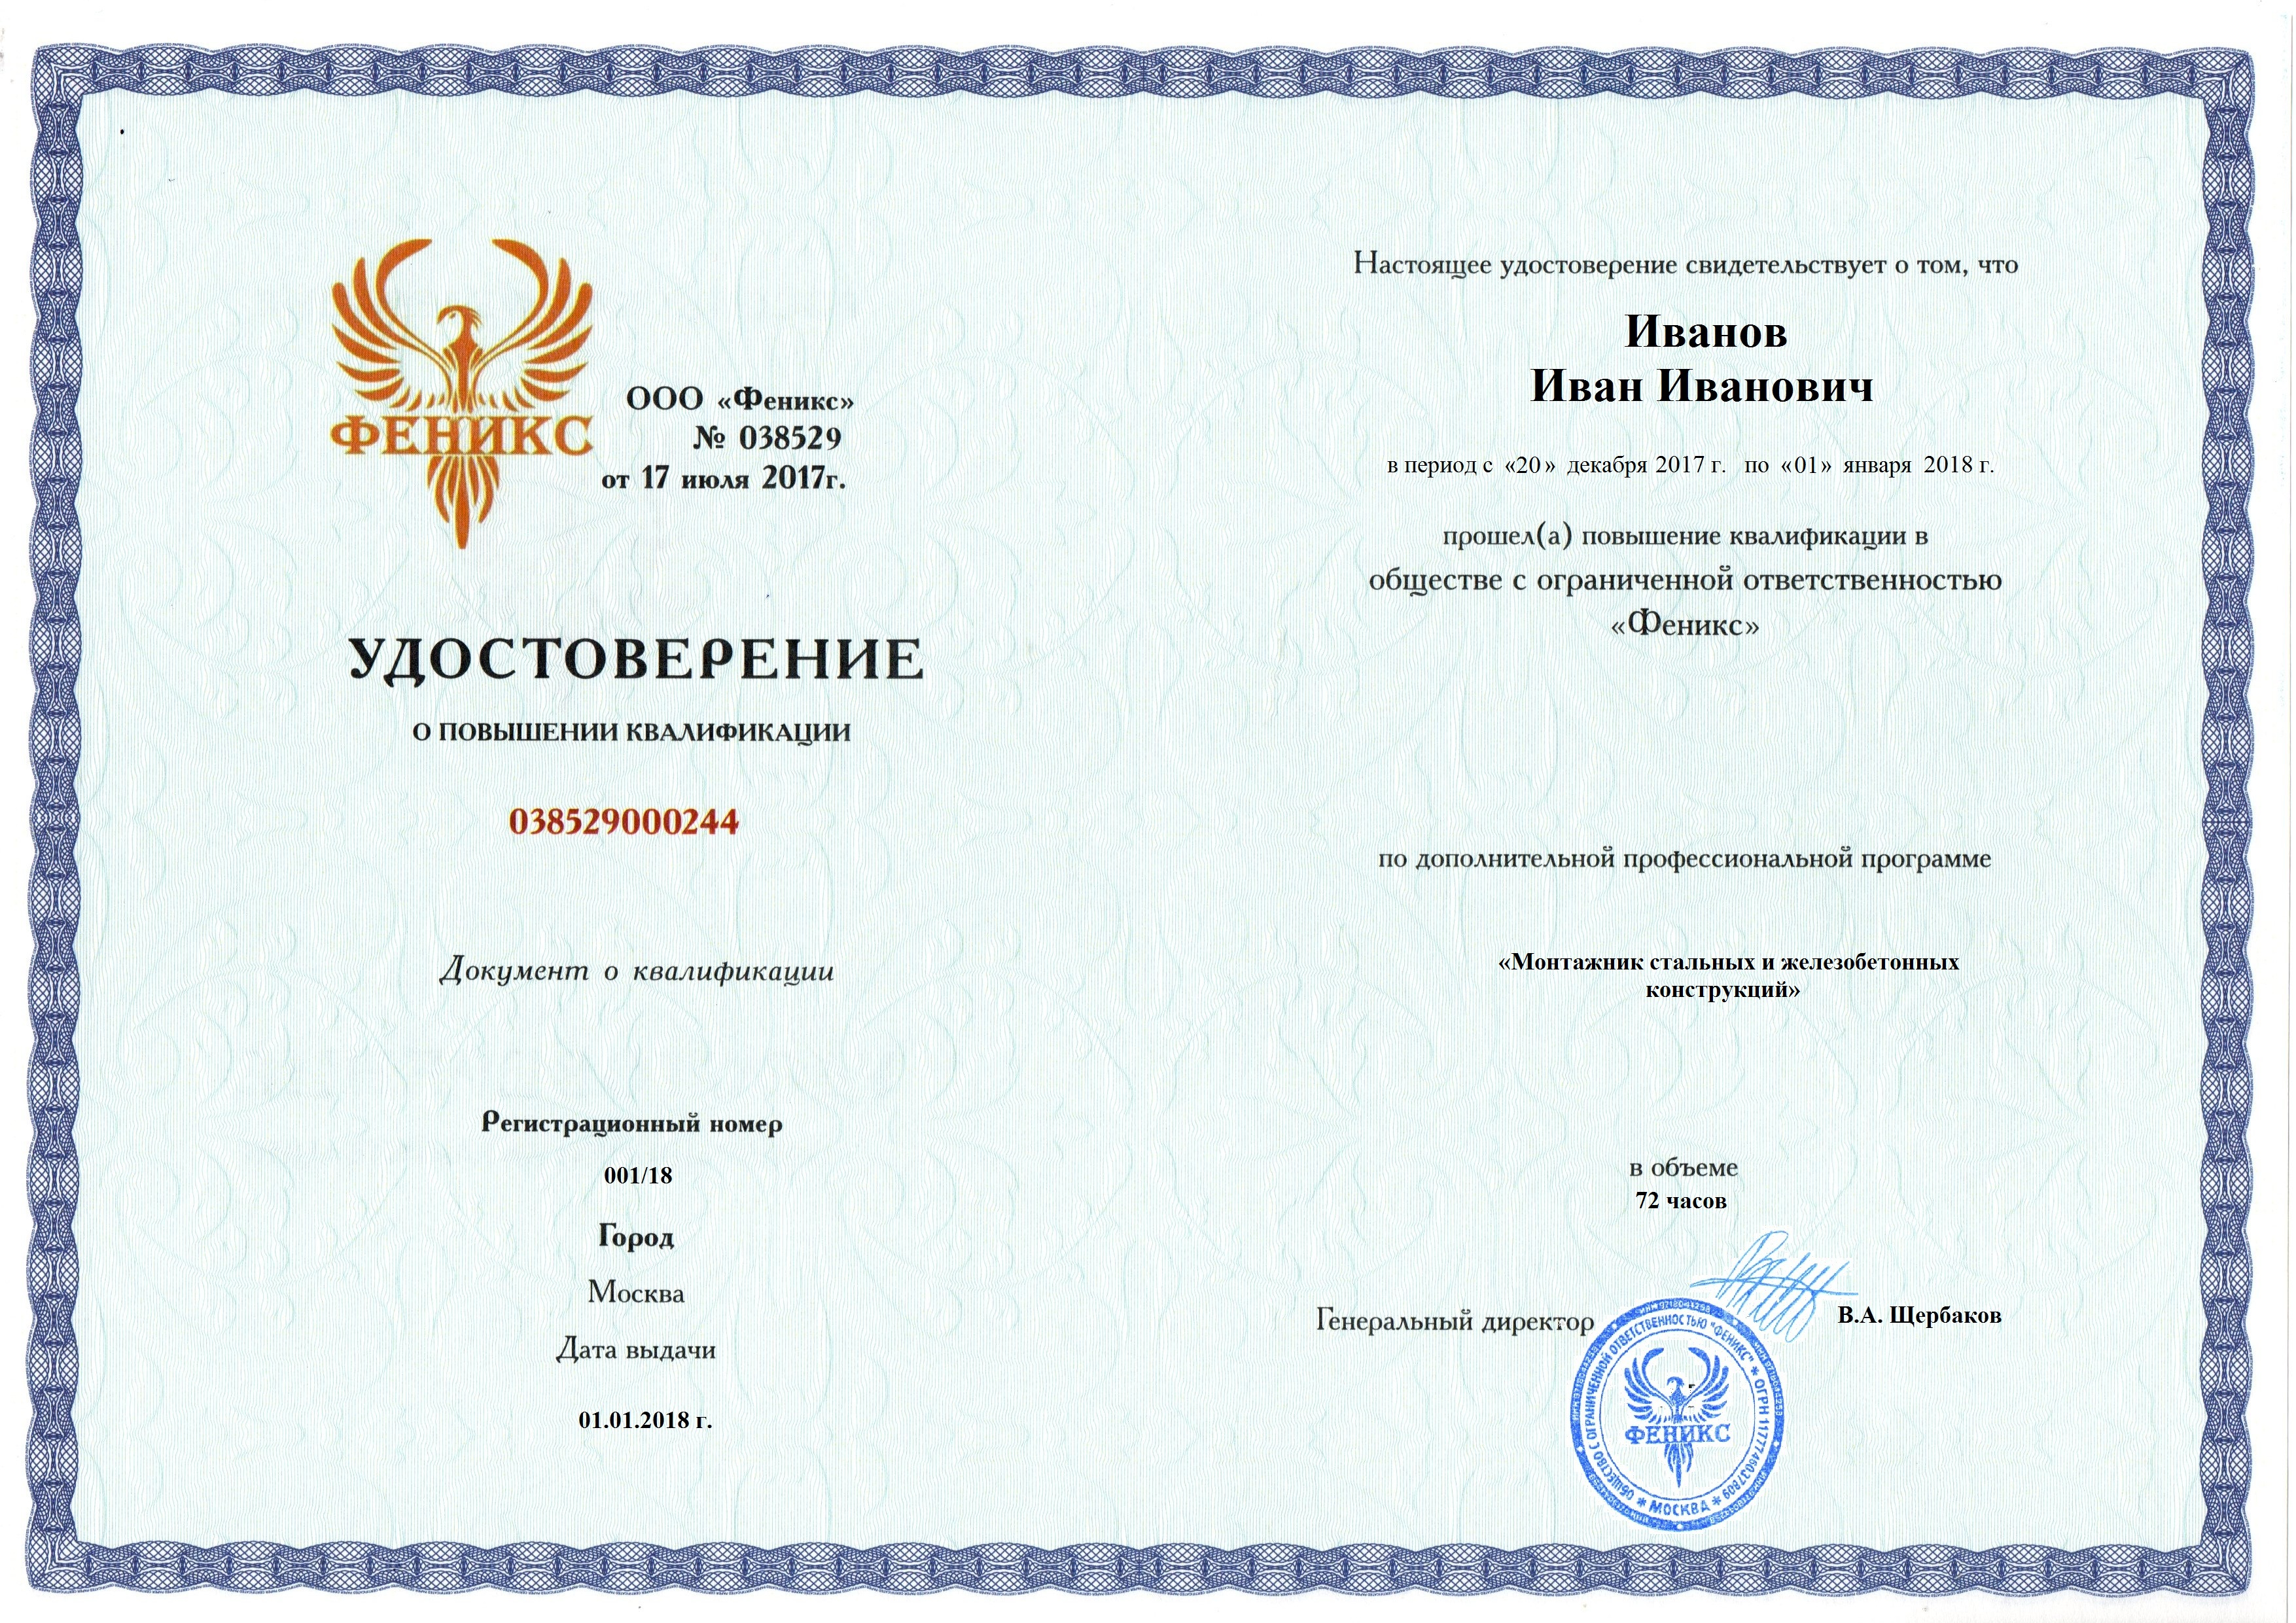 ФЕНИКС
ООО «Феникс»
№ 038529
от 17 июля 2017г.
УДОСТОВЕРЕНИЕ
О ПОВЫШЕНИИ КВАЛИФИКАЦИИ
038529000244
Документ о квалификации
Регистрационный номер
001/18
Город
Москва
Дата выдачи
01.01.2018 г.
Настоящее удостоверение свидетельствует о том, что
Иванов
Иван Иванович
в период с «20» декабря 2017 г. по «01» января 2018 г.
прошел(а) повышение квалификации в
обществе с ограниченной ответственностью
«Феникс»
по дополнительной профессиональной программе
«Монтажник стальных и железобетонных
конструкций»
в объеме
72 часов
Генеральный директор
В.А. Щербаков
ОБЩЕСТВО С ОГРАНИЧЕННОЙ ОТВЕТСТВЕННОСТЬЮ "ФЕНИКС" * ОГРН 1177746037809
* МОСКВА *
ФЕНИКС